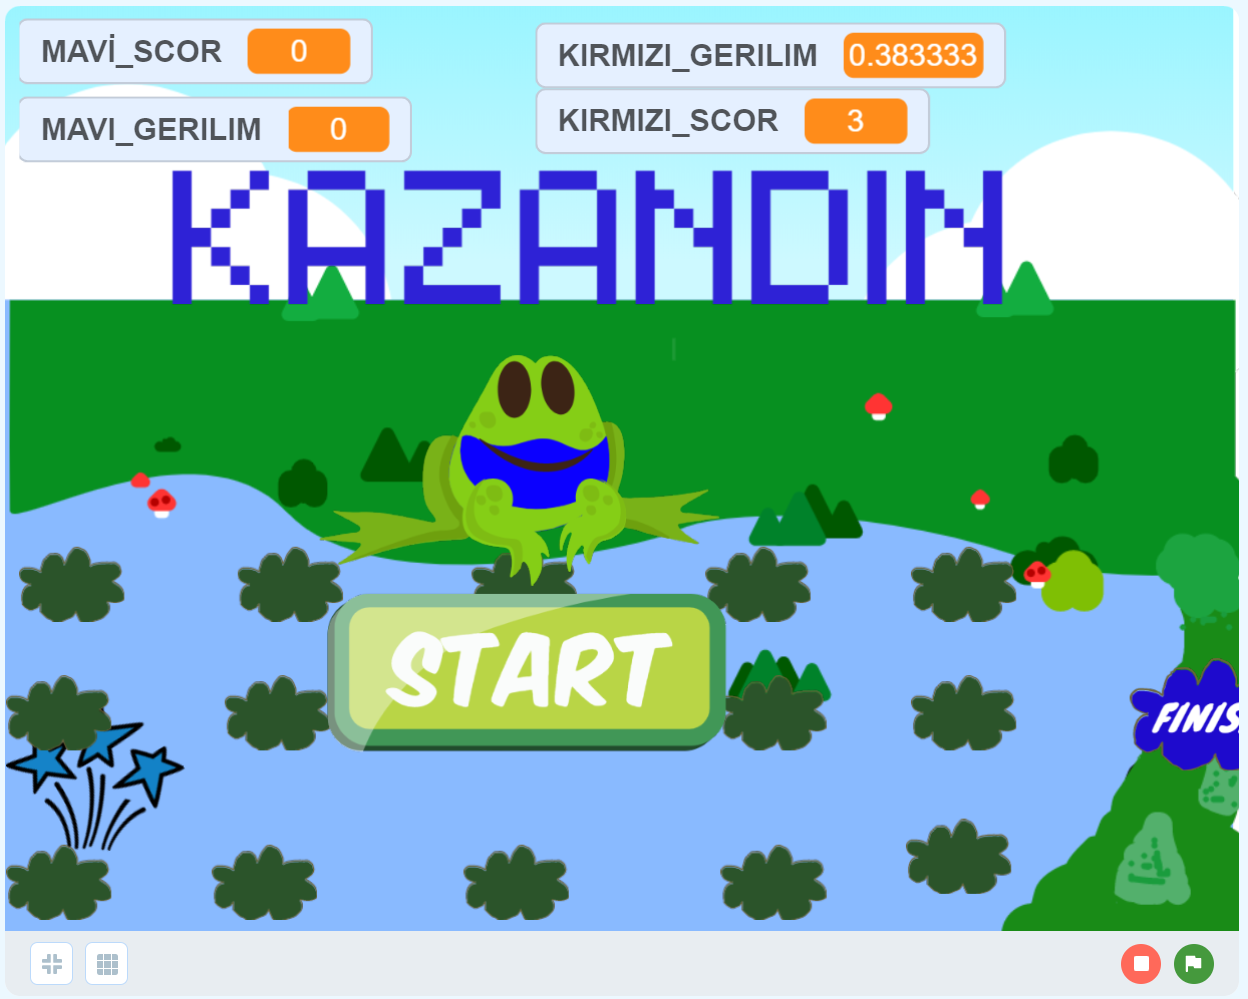 MAVİ_SCOR 0
KIRMIZI_GERILIM 0.383333
MAVI_GERILIM 0
KIRMIZI_SCOR 3
KAZANDIN
START
FINIS